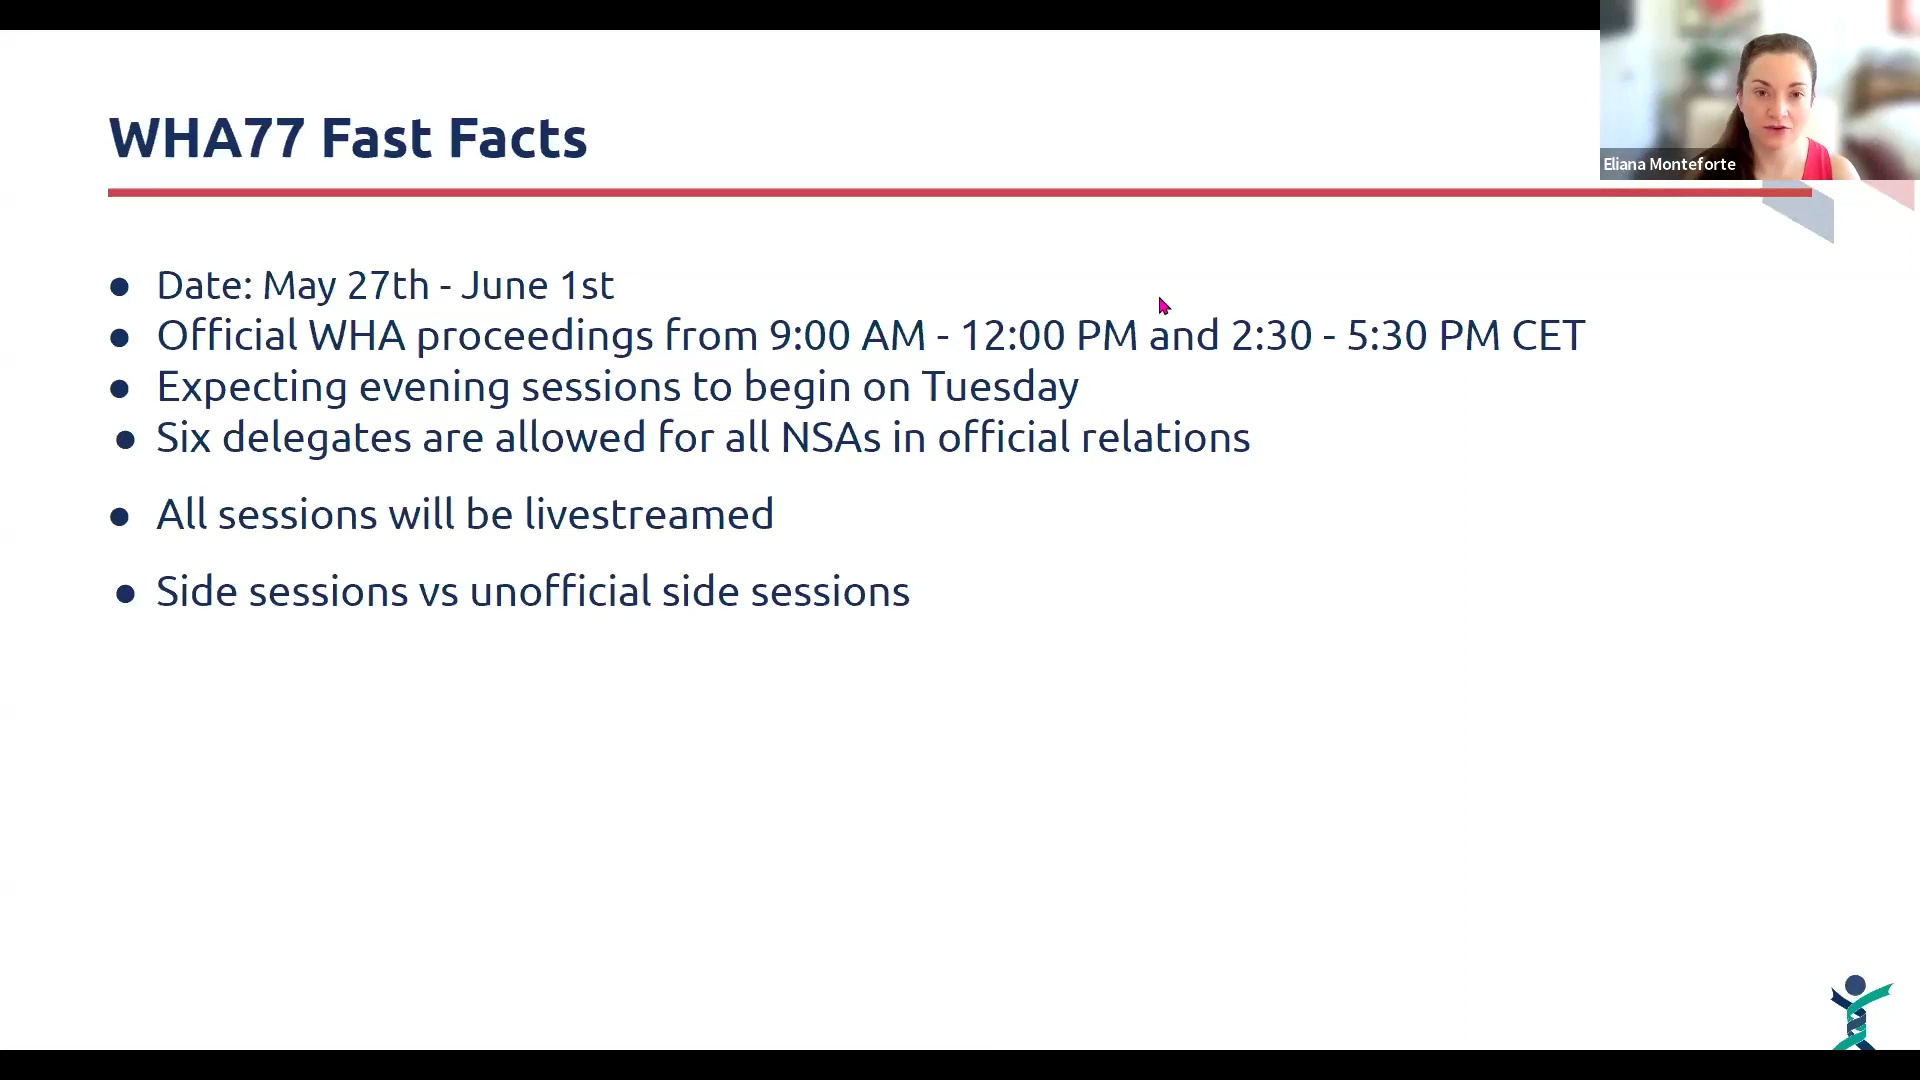 WHA77 Fast Facts
Eliana Monteforte
● Date: May 27th - June 1st
● Official WHA proceedings from 9:00 AM - 12:00 PM and 2:30 - 5:30 PM CET
● Expecting evening sessions to begin on Tuesday
● Six delegates are allowed for all NSAs in official relations
● All sessions will be livestreamed
● Side sessions vs unofficial side sessions